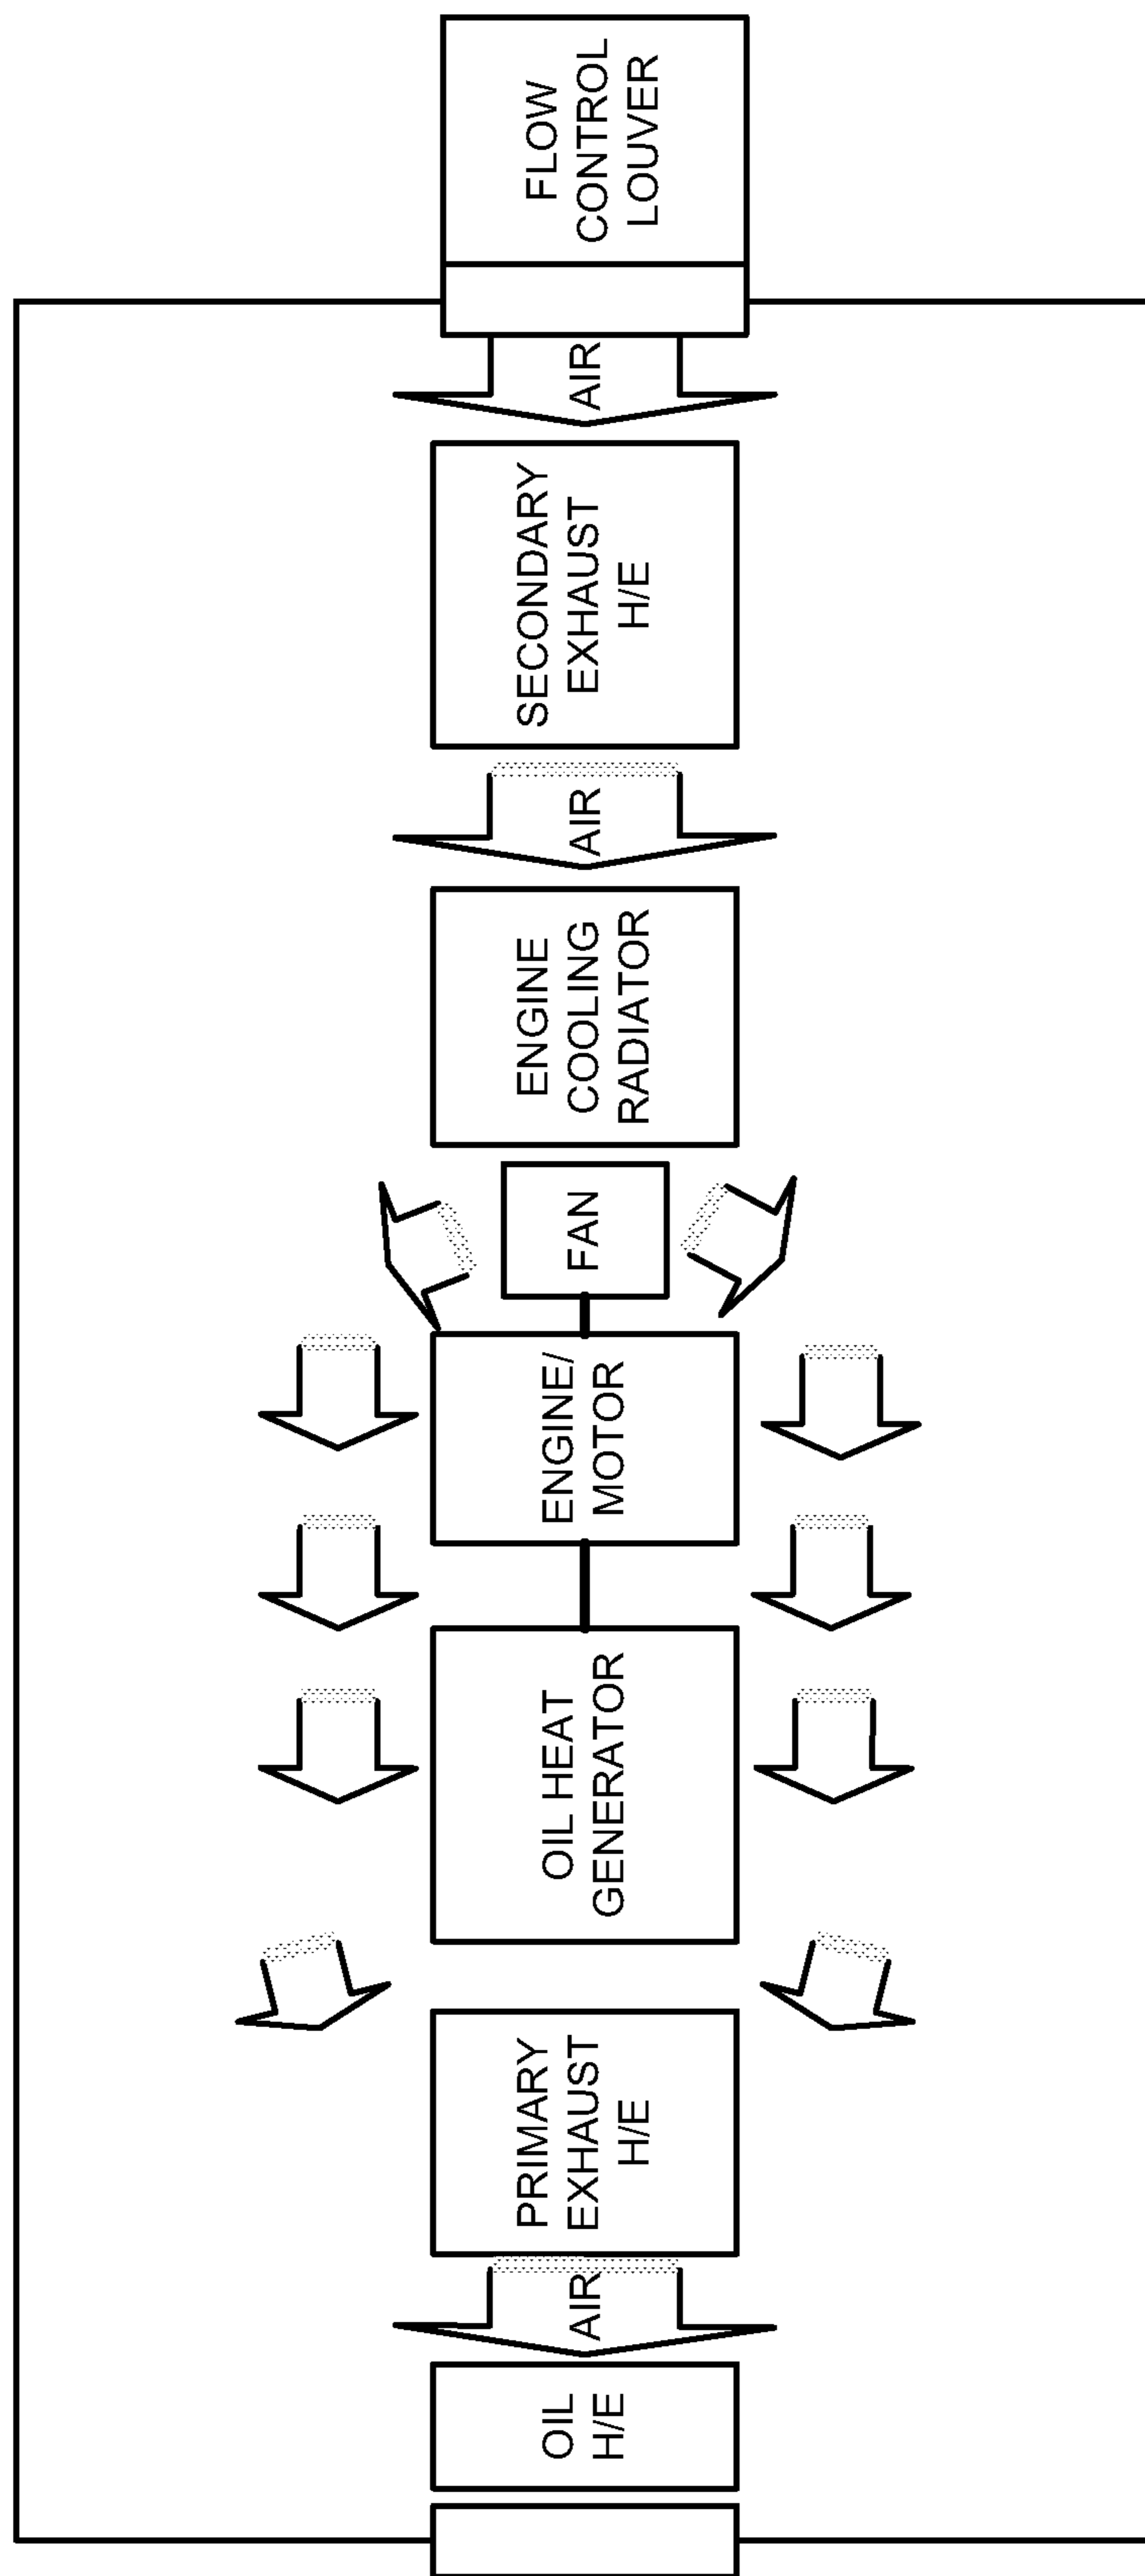 FLOW
CONTROL
LOUVER
AIR
SECONDARY
EXHAUST
H/E
AIR
ENGINE
COOLING
RADIATOR
FAN
ENGINE/
MOTOR
OIL HEAT
GENERATOR
PRIMARY
EXHAUST
H/E
AIR
OIL
H/E